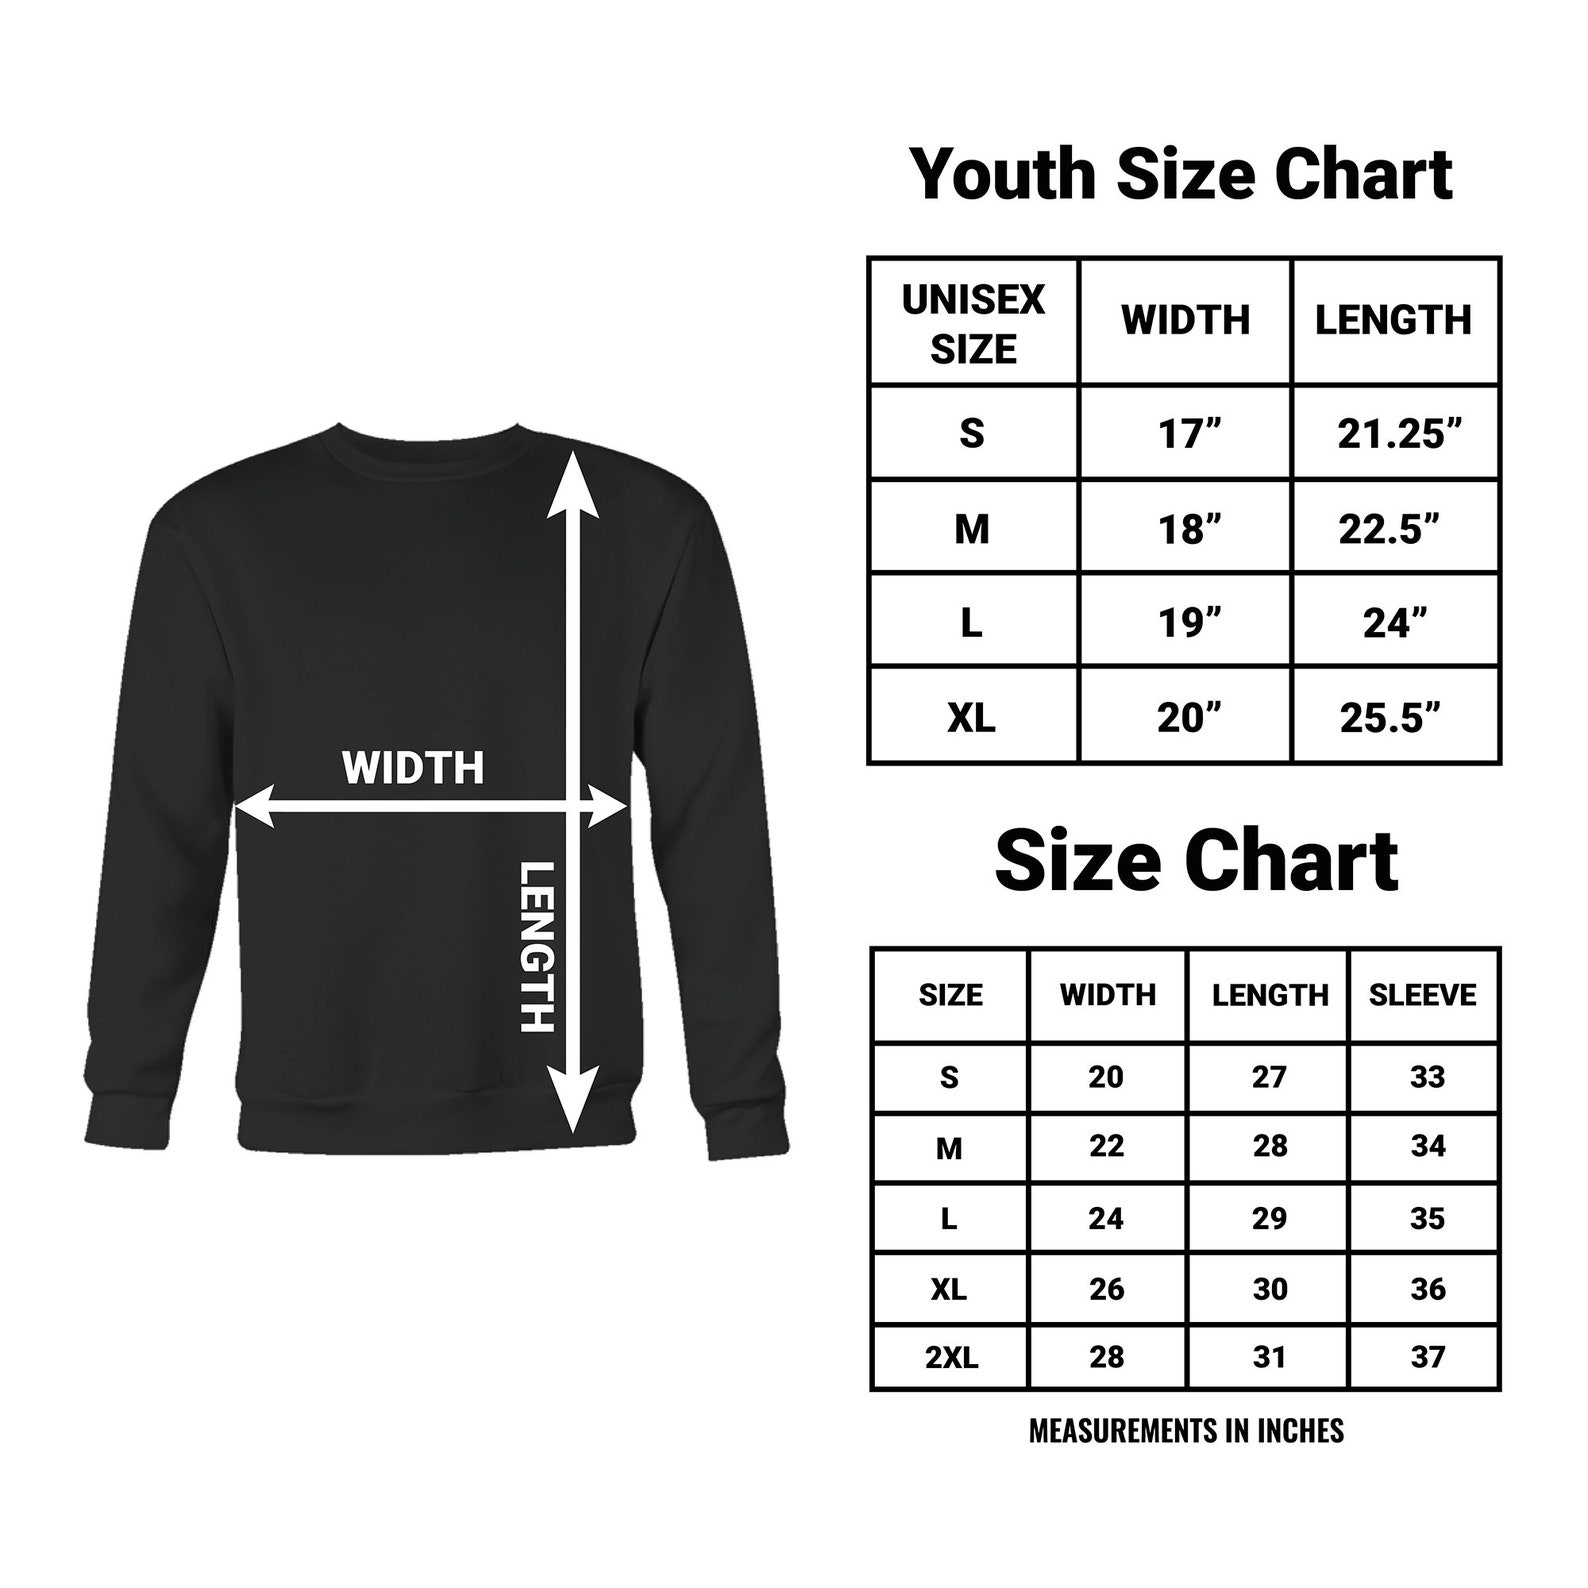 Youth Size Chart
UNISEX SIZE WIDTH LENGTH
S 17” 21.25”
M 18” 22.5”
L 19” 24”
XL 20” 25.5”
WIDTH
LENGTH
Size Chart
SIZE WIDTH LENGTH SLEEVE
S 20 27 33
M 22 28 34
L 24 29 35
XL 26 30 36
2XL 28 31 37
MEASUREMENTS IN INCHES